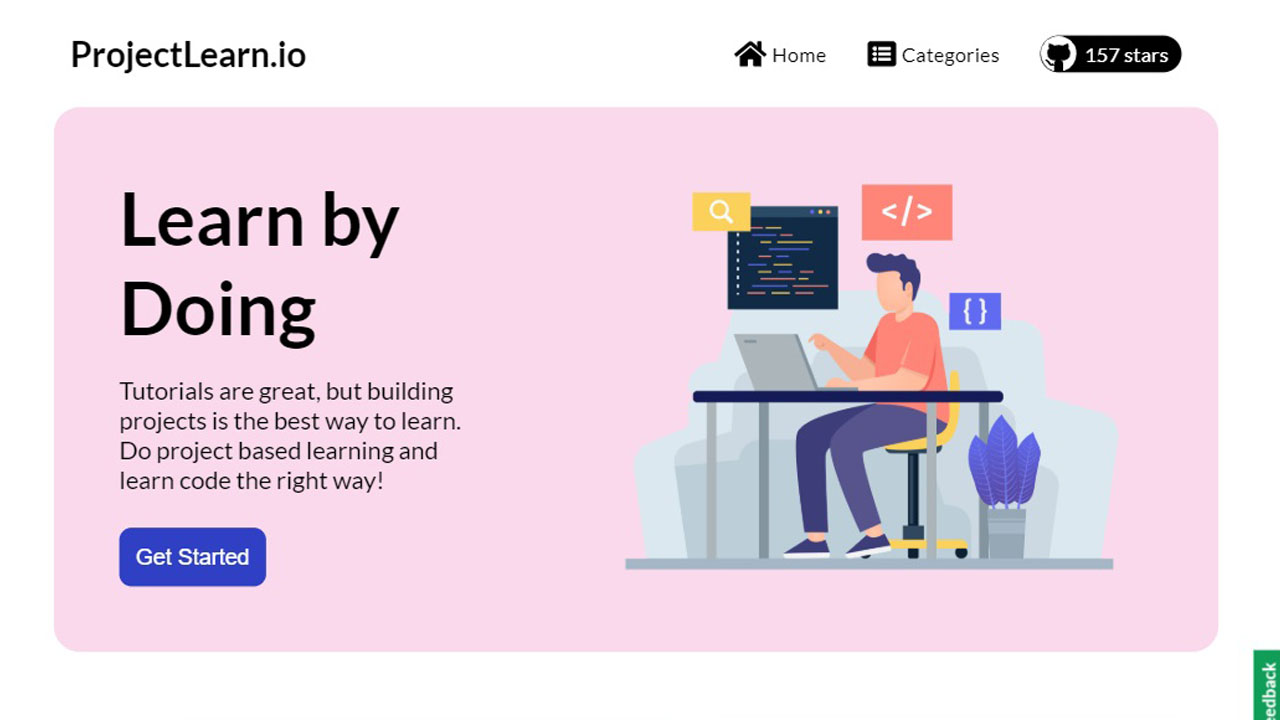 ProjectLearn.io
Home
Categories
157 stars
Learn by
Doing
Tutorials are great, but building
projects is the best way to learn.
Do project based learning and
learn code the right way!
Get Started
</>
{ }
edback